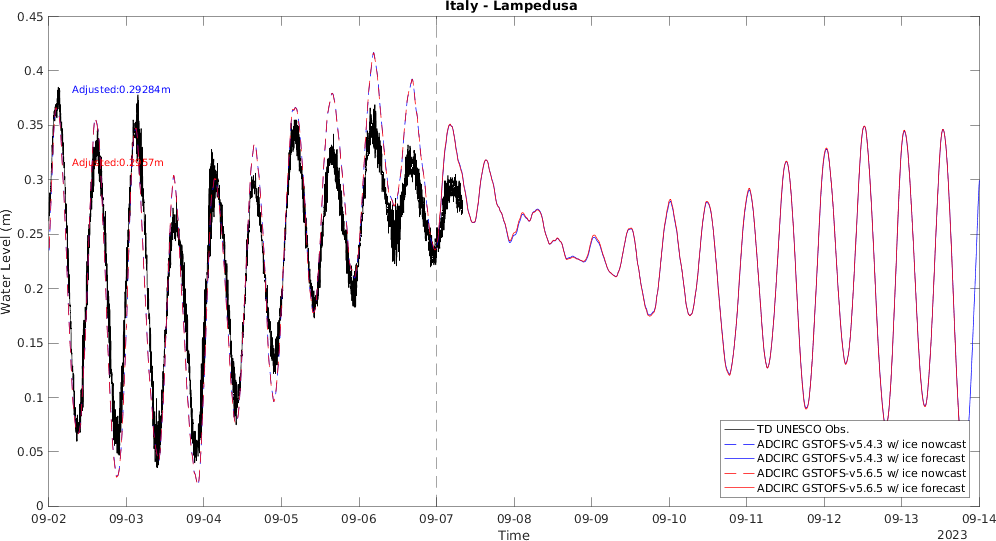 Italy - Lampedusa
0.45
0.4
0.35
0.3
0.25
0.2
0.15
0.1
0.05
0
Water Level (m)
Adjusted:0.29284m
Adjusted:0.2957m
TD UNESCO Obs.
ADCIRC GSTOFS-v5.4.3 w/ ice nowcast
ADCIRC GSTOFS-v5.4.3 w/ ice forecast
ADCIRC GSTOFS-v5.6.5 w/ ice nowcast
ADCIRC GSTOFS-v5.6.5 w/ ice forecast
09-02 09-03 09-04 09-05 09-06 09-07 09-08 09-09 09-10 09-11 09-12 09-13 09-14
Time
2023